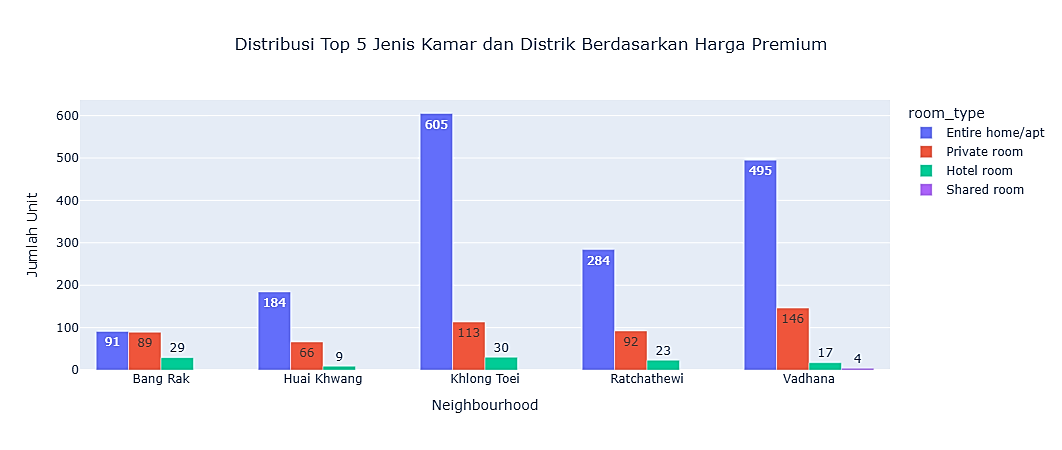 Distribusi Top 5 Jenis Kamar dan Distrik Berdasarkan Harga Premium
room_type
Entire home/apt
Private room
Hotel room
Shared room
Jumlah Unit
600
500
400
300
200
100
0
91 89 29
184 66 9
605 113 30
284 92 23
495 146 17 4
Bang Rak Huai Khwang Khlong Toei Ratchathewi Vadhana
Neighbourhood